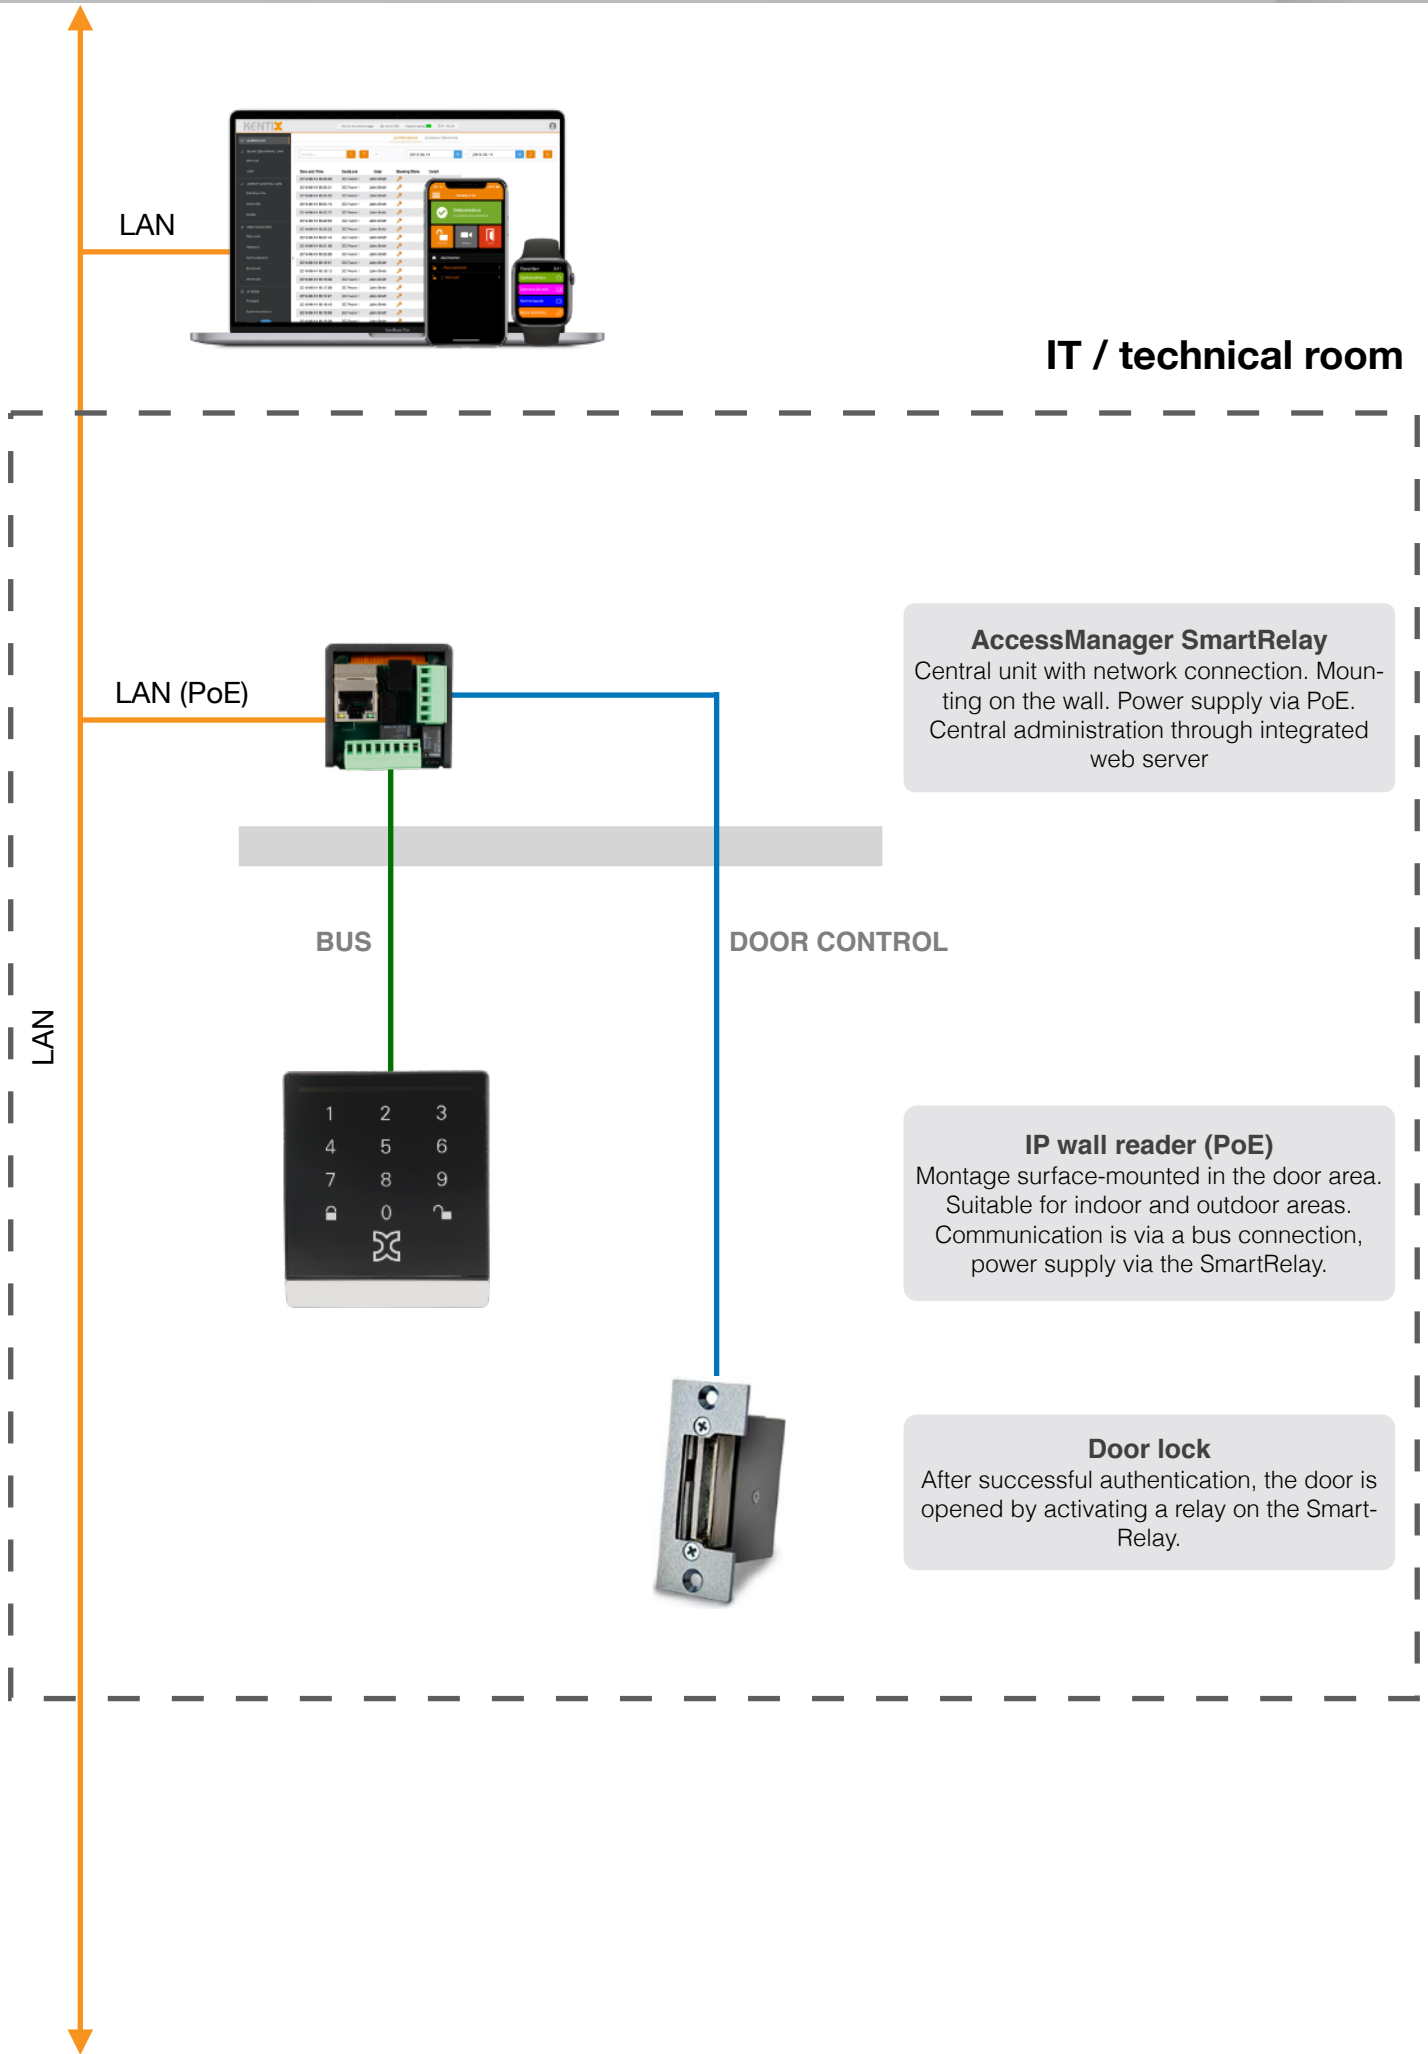 KENTIX
LAN
IT / technical room
LAN (PoE)
AccessManager SmartRelay
Central unit with network connection. Moun-
ting on the wall. Power supply via PoE.
Central administration through integrated
web server
BUS
DOOR CONTROL
LAN
1 2 3
4 5 6
7 8 9
0
IP wall reader (PoE)
Montage surface-mounted in the door area.
Suitable for indoor and outdoor areas.
Communication is via a bus connection,
power supply via the SmartRelay.
Door lock
After successful authentication, the door is
opened by activating a relay on the Smart-
Relay.